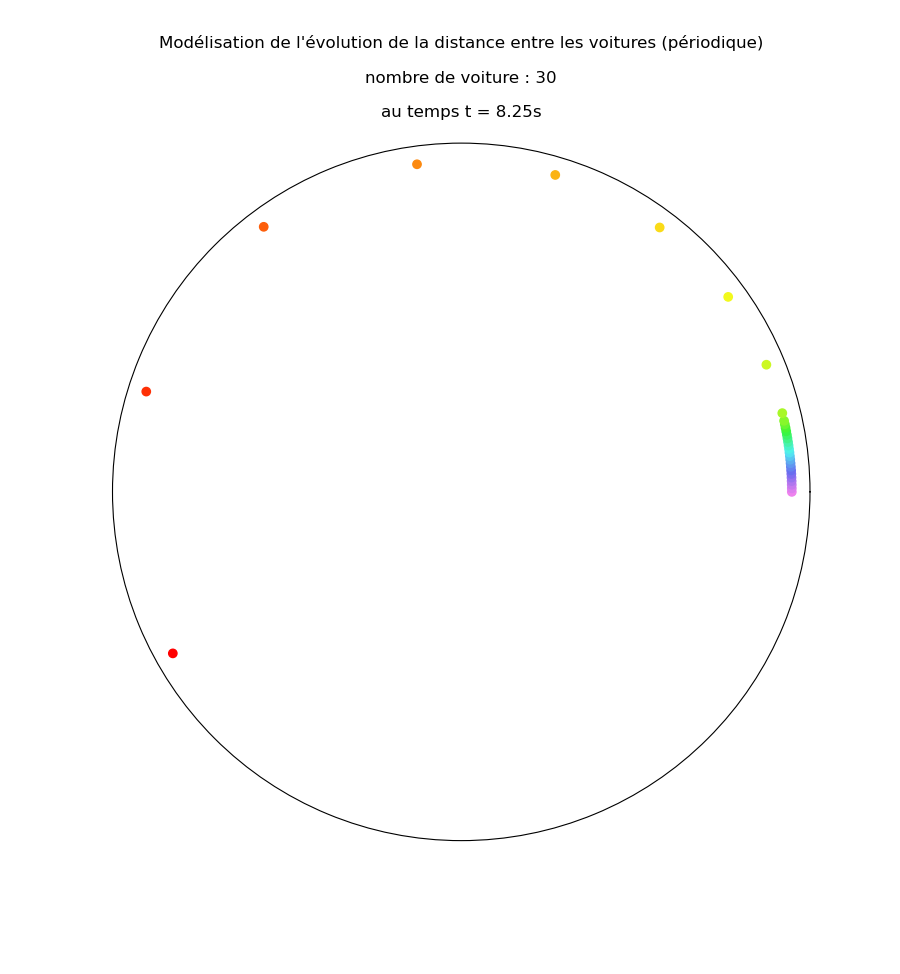 Modélisation de l'évolution de la distance entre les voitures (périodique)
nombre de voiture : 30
au temps t = 8.25s